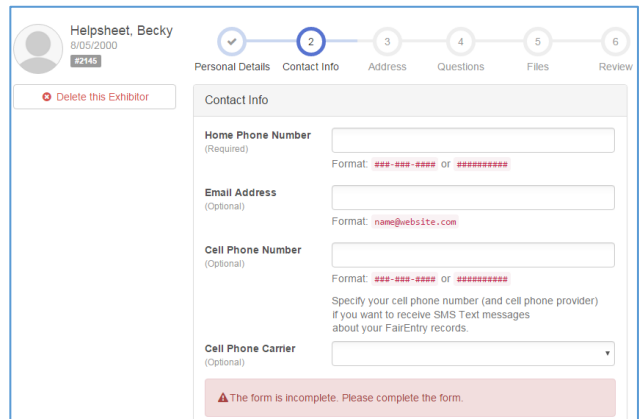 Helpsheet, Becky
8/05/2000
#2145
Delete this Exhibitor
2 3 4 5 6
Personal Details Contact Info Address Questions Files Review
Contact Info
Home Phone Number
(Required)
Format: ###-###-#### or ##########
Email Address
(Optional)
Format: name@website.com
Cell Phone Number
(Optional)
Format: ###-###-#### or ##########
Specify your cell phone number (and cell phone provider)
if you want to receive SMS Text messages
about your FairEntry records.
Cell Phone Carrier
(Optional)
The form is incomplete. Please complete the form.